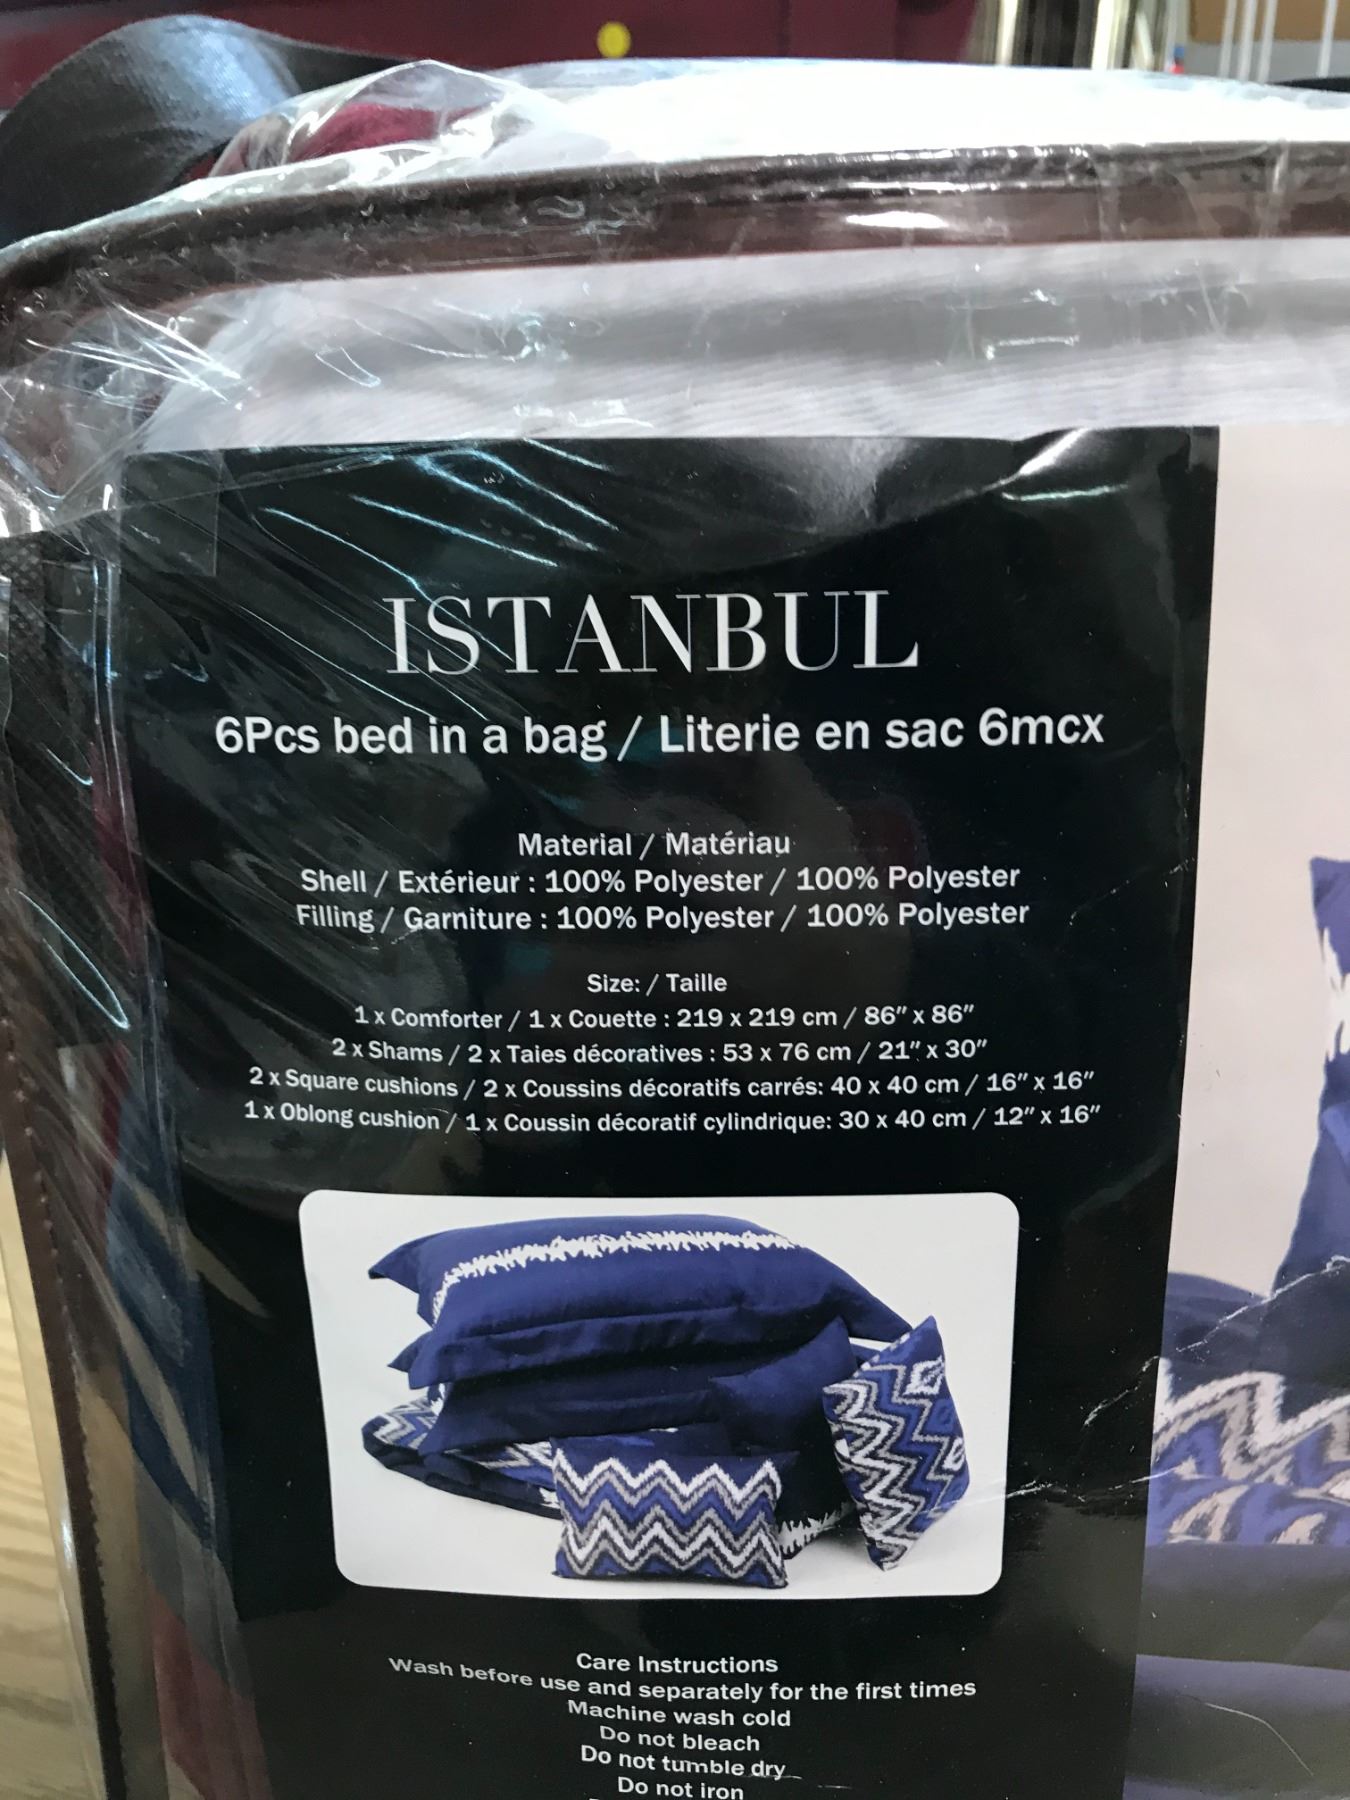 ISTANBUL
6Pcs bed in a bag / Literie en sac 6mcx
Material / Matériau
Shell / Extérieur : 100% Polyester / 100% Polyester
Filling / Garniture : 100% Polyester / 100% Polyester
Size: / Taille
1 x Comforter / 1 x Couette : 219 x 219 cm / 86" x 86"
2 x Shams / 2 x Taies décoratives : 53 x 76 cm / 21" x 30"
2 x Square cushions / 2 x Coussins décoratifs carrés: 40 x 40 cm / 16" x 16"
1 x Oblong cushion / 1 x Coussin décoratif cylindrique: 30 x 40 cm / 12" x 16"
Care Instructions
Wash before use and separately for the first times
Machine wash cold
Do not bleach
Do not tumble dry
Do not iron